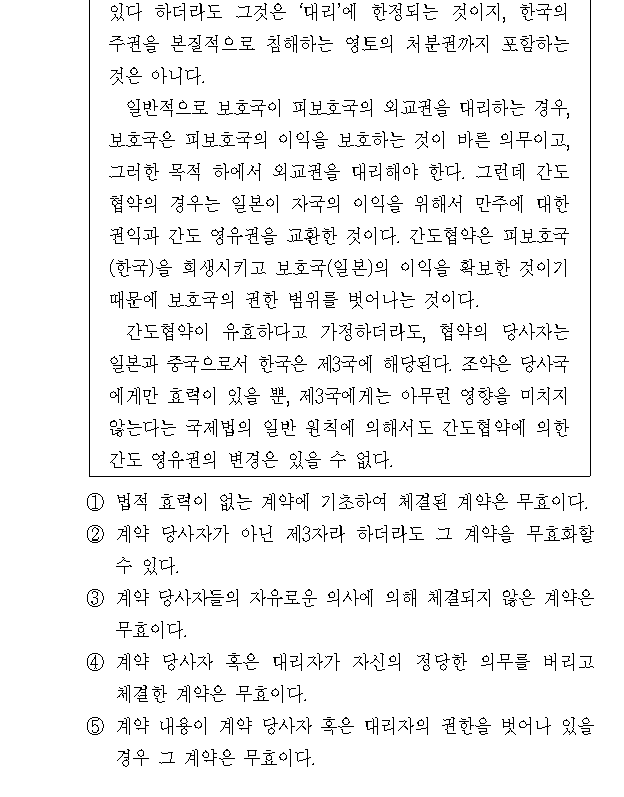 있다 하더라도 그것은 ‘대리’에 한정되는 것이지, 한국의
주권을 본질적으로 침해하는 영토의 처분권까지 포함하는
것은 아니다.
일반적으로 보호국이 피보호국의 외교권을 대리하는 경우,
보호국은 피보호국의 이익을 보호하는 것이 바른 의무이고,
그러한 목적 하에서 외교권을 대리해야 한다. 그런데 간도
협약의 경우는 일본이 자국의 이익을 위해서 만주에 대한
권익과 간도 영유권을 교환한 것이다. 간도협약은 피보호국
(한국)을 희생시키고 보호국(일본)의 이익을 확보한 것이기
때문에 보호국의 권한 범위를 벗어나는 것이다.
간도협약이 유효하다고 가정하더라도, 협약의 당사자는
일본과 중국으로서 한국은 제3국에 해당된다. 조약은 당사국
에게만 효력이 있을 뿐, 제3국에게는 아무런 영향을 미치지
않는다는 국제법의 일반 원칙에 의해서도 간도협약에 의한
간도 영유권의 변경은 있을 수 없다.
① 법적 효력이 없는 계약에 기초하여 체결된 계약은 무효이다.
② 계약 당사자가 아닌 제3자라 하더라도 그 계약을 무효화할
수 있다.
③ 계약 당사자들의 자유로운 의사에 의해 체결되지 않은 계약은
무효이다.
④ 계약 당사자 혹은 대리자가 자신의 정당한 의무를 버리고
체결한 계약은 무효이다.
⑤ 계약 내용이 계약 당사자 혹은 대리자의 권한을 벗어나 있을
경우 그 계약은 무효이다.